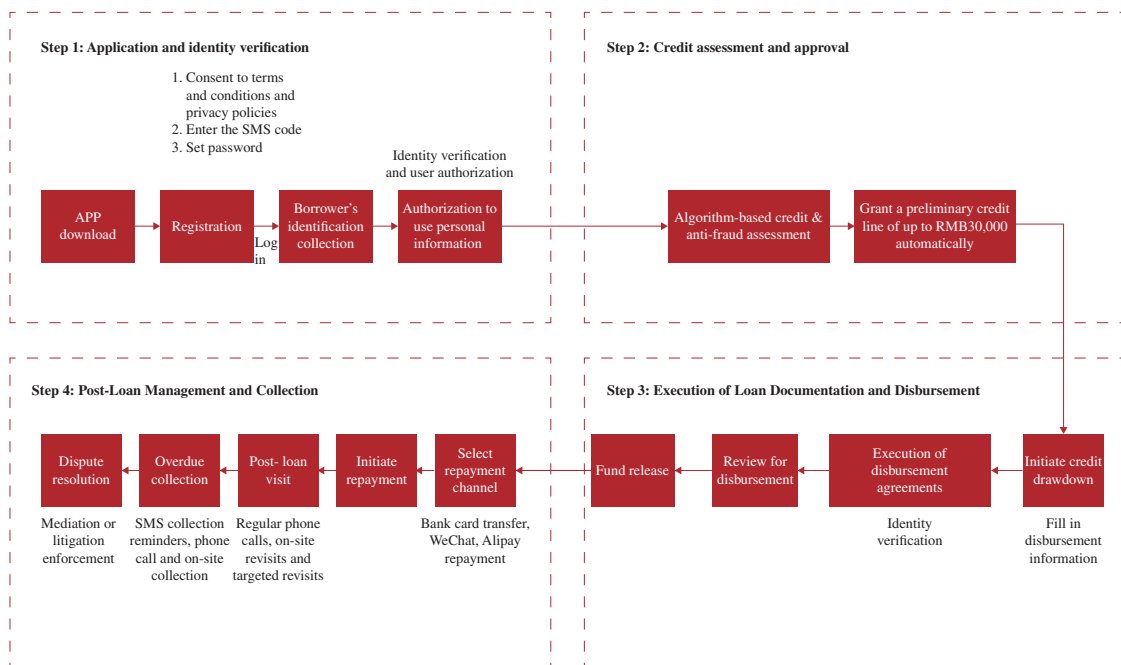 Step 1: Application and identity verification
1. Consent to terms
and conditions and
privacy policies
2. Enter the SMS code
3. Set password
Identity verification
and user authorization
APP
download
Registration
Log
in
Borrower's
identification
collection
Authorization to
use personal
information
Step 2: Credit assessment and approval
Algorithm-based credit &
anti-fraud assessment
Grant a preliminary credit
line of up to RMB30,000
automatically
Step 3: Execution of Loan Documentation and Disbursement
Initiate credit
drawdown
Fill in
disbursement
information
Execution of
disbursement
agreements
Identity
verification
Review for
disbursement
Fund release
Step 4: Post-Loan Management and Collection
Select
repayment
channel
Bank card transfer,
WeChat, Alipay
repayment
Initiate
repayment
Post- loan
visit
Regular phone
calls, on-site
revisits and
targeted revisits
Overdue
collection
SMS collection
reminders, phone
call and on-site
collection
Dispute
resolution
Mediation or
litigation
enforcement